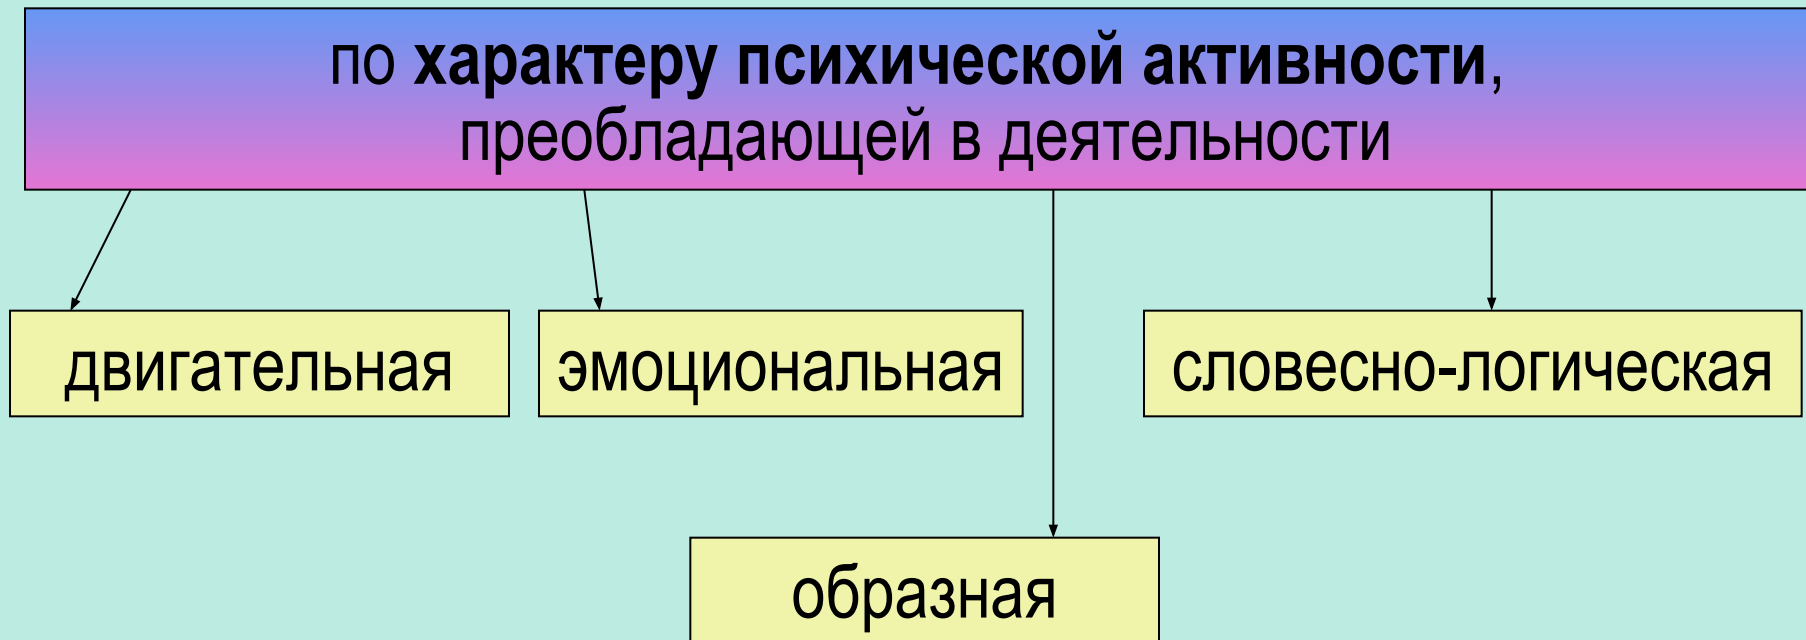 по характеру психической активности,
преобладающей в деятельности
двигательная
эмоциональная
словесно-логическая
образная